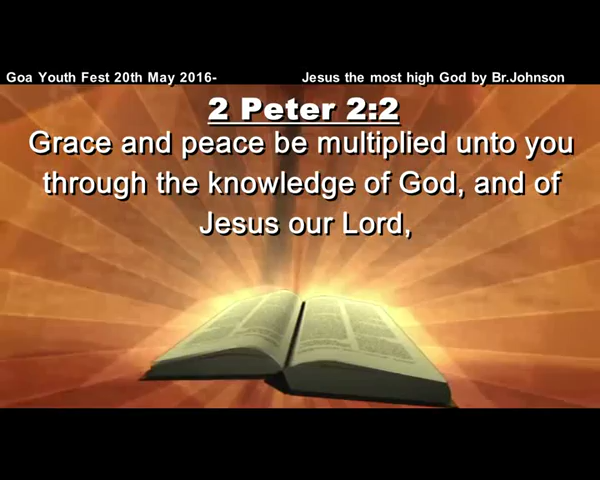 Goa Youth Fest 20th May 2016- Jesus the most high God by Br.Johnson
2 Peter 2:2
Grace and peace be multiplied unto you
through the knowledge of God, and of
Jesus our Lord,